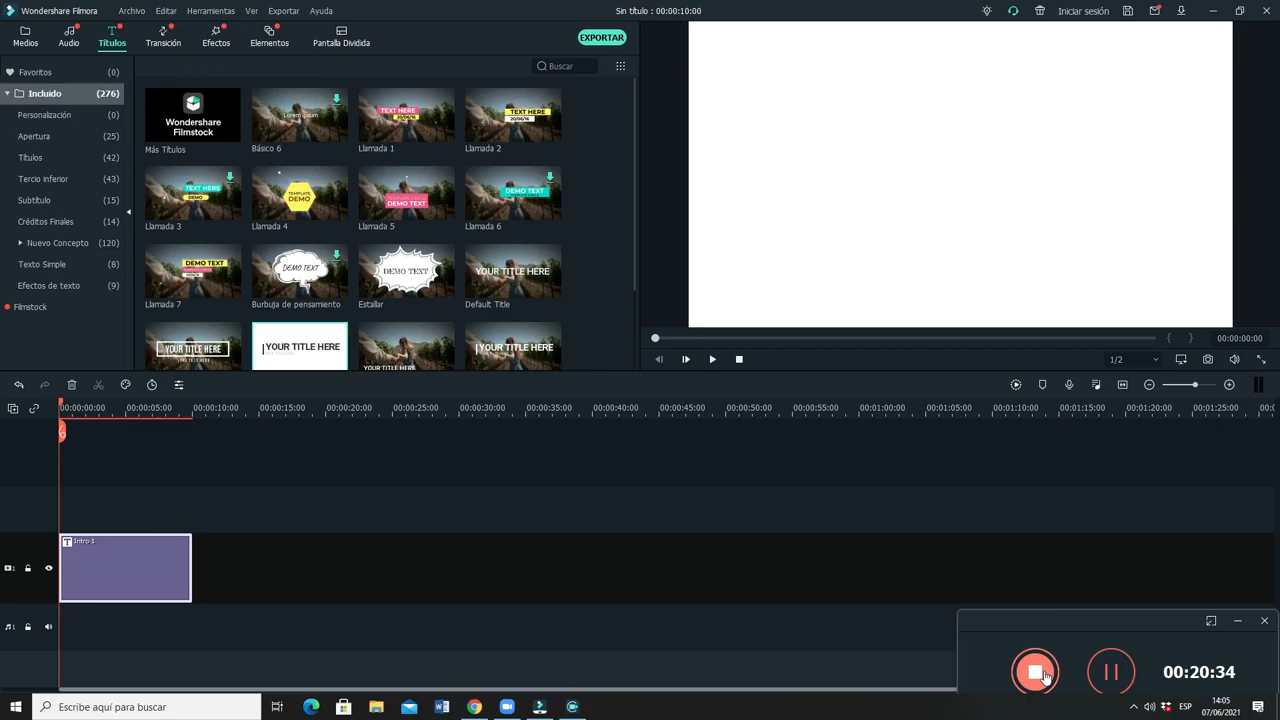 Wondershare Filmora Archivo Editar Herramientas Ver Exportar Ayuda Sin título : 00:00:10:00 Iniciar sesión
Medios Audio Títulos Transición Efectos Elementos Pantalla Dividida EXPORTAR
Favoritos (0)
Incluido (276)
Personalización (0)
Apertura (25)
Títulos (42)
Tercio inferior (43)
Subtítulo (15)
Créditos Finales (14)
Nuevo Concepto (120)
Texto Simple (8)
Efectos de texto (9)
Filmstock
Buscar
Wondershare
Filmstock
Más Títulos
Lorem ipsum
Básico 6
TEXT HERE
20/06/16
Llamada 1
TEXT HERE
20/06/16
Llamada 2
TEXT HERE
DEMO
Llamada 3
TEMPLATE
DEMO
Llamada 4
DEMO TEXT
Llamada 5
DEMO TEXT
Llamada 6
DEMO TEXT
Llamada 7
DEMO TEXT
Burbuja de pensamiento
DEMO TEXT
Estallar
YOUR TITLE HERE
Default Title
YOUR TITLE HERE
YOUR TITLE HERE
YOUR TITLE HERE
YOUR TITLE HERE
00:00:00:00
1/2
00:00:00:00 00:00:05:00 00:00:10:00 00:00:15:00 00:00:20:00 00:00:25:00 00:00:30:00 00:00:35:00 00:00:40:00 00:00:45:00 00:00:50:00 00:00:55:00 00:01:00:00 00:01:05:00 00:01:10:00 00:01:15:00 00:01:20:00 00:01:25:00 00:0
T Intro 1
1
1
00:20:34
Escribe aquí para buscar
ESP
14:05
07/06/2021